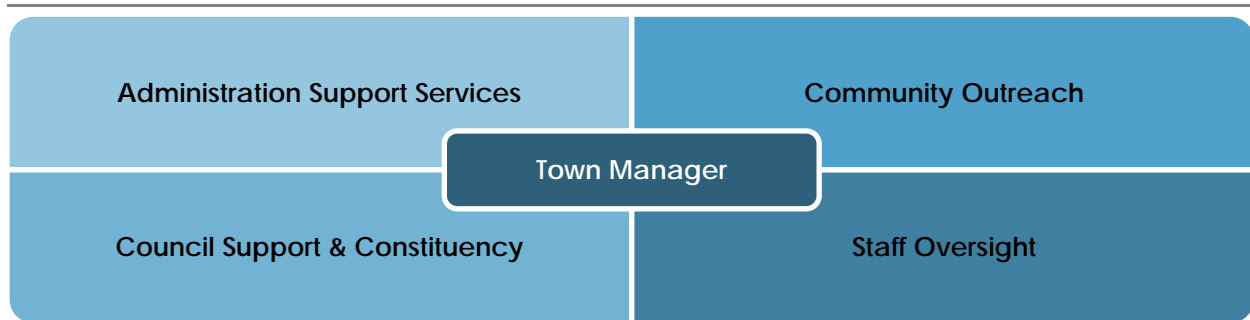 Administration Support Services
Community Outreach
Town Manager
Council Support & Constituency
Staff Oversight